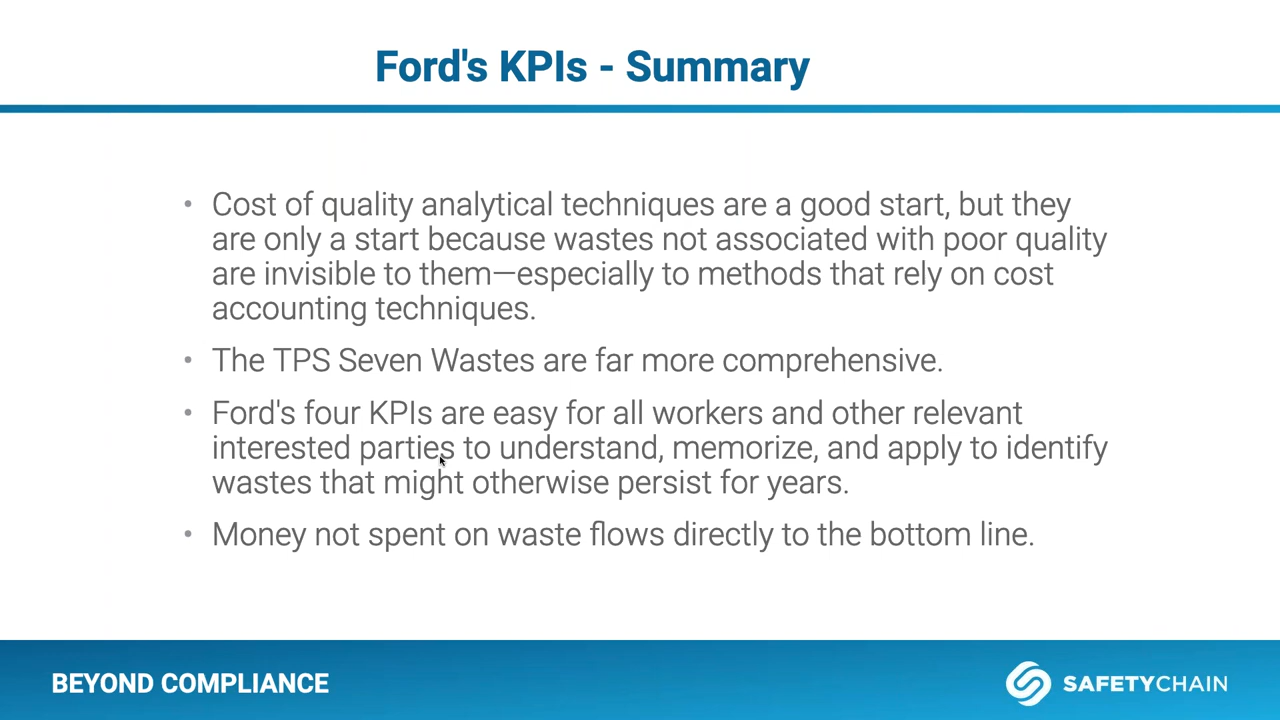 Ford's KPIs - Summary
• Cost of quality analytical techniques are a good start, but they
are only a start because wastes not associated with poor quality
are invisible to them—especially to methods that rely on cost
accounting techniques.
• The TPS Seven Wastes are far more comprehensive.
• Ford's four KPIs are easy for all workers and other relevant
interested parties to understand, memorize, and apply to identify
wastes that might otherwise persist for years.
• Money not spent on waste flows directly to the bottom line.
BEYOND COMPLIANCE
SAFETYCHAIN